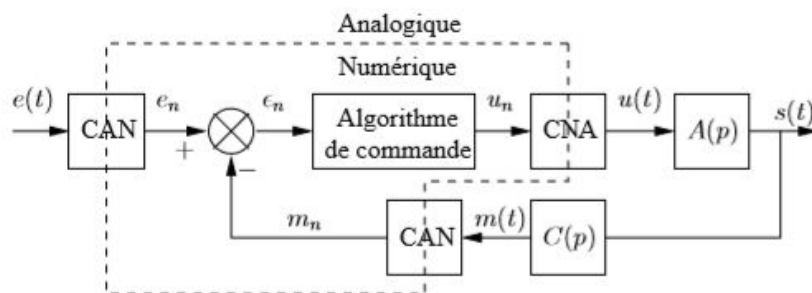 Analogique
Numérique
e(t)
CAN
e_n
+
−
ϵ_n
Algorithme
de commande
u_n
CNA
u(t)
A(p)
s(t)
m_n
CAN
m(t)
C(p)